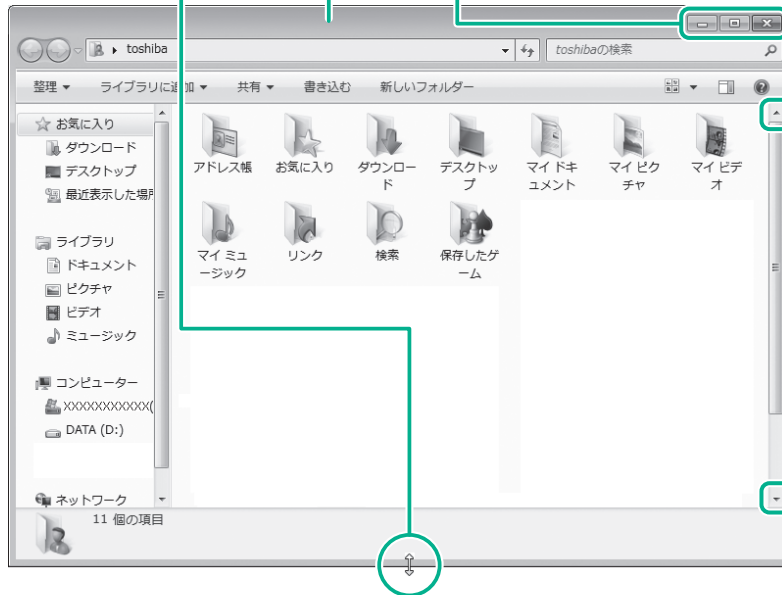 toshiba
toshibaの検索
整理 ライブラリに追加 共有 書き込む 新しいフォルダー
お気に入り
ダウンロード
デスクトップ
最近表示した場所
ライブラリ
ドキュメント
ピクチャ
ビデオ
ミュージック
コンピューター
XXXXXXXXXXX(
DATA (D:)
ネットワーク
アドレス帳
お気に入り
ダウンロー
ド
デスクトッ
プ
マイ ドキ
ュメント
マイ ピク
チャ
マイ ビデ
オ
マイ ミュ
ージック
リンク
検索
保存したゲ
ーム
11 個の項目